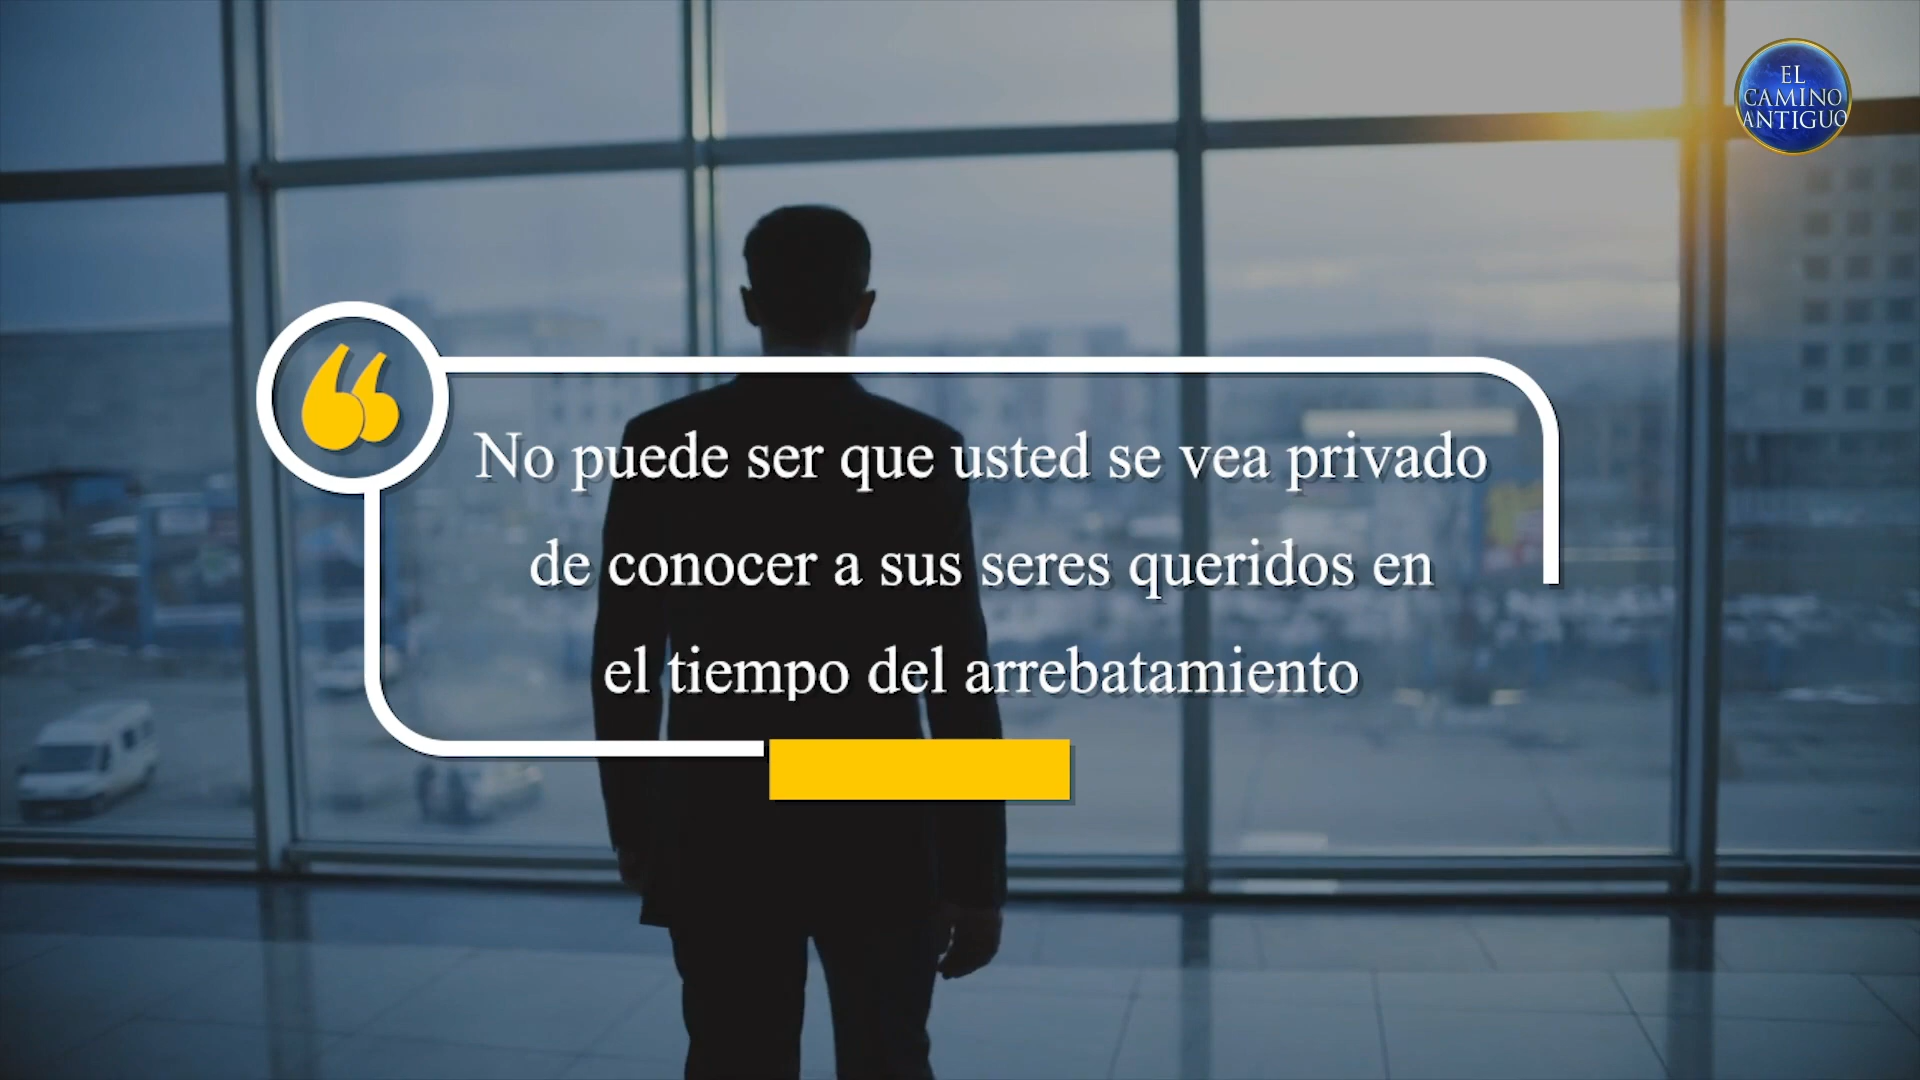 EL
CAMINO
ANTIGUO
No puede ser que usted se vea privado
de conocer a sus seres queridos en
el tiempo del arrebatamiento